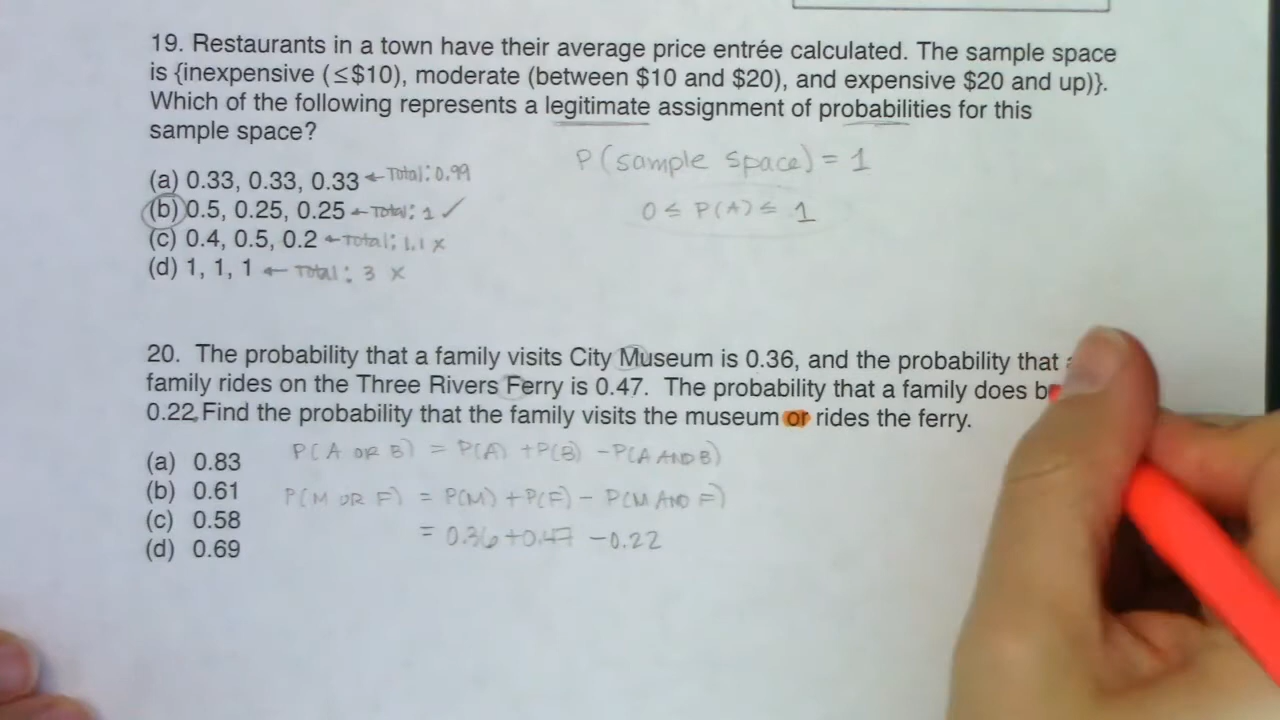 19. Restaurants in a town have their average price entrée calculated. The sample space
is {inexpensive (≤$10), moderate (between $10 and $20), and expensive $20 and up)}.
Which of the following represents a legitimate assignment of probabilities for this
sample space?
P(sample space) = 1
0 ≤ P(A) ≤ 1
(a) 0.33, 0.33, 0.33 ← Total: 0.99
(b) 0.5, 0.25, 0.25 ← Total: 1 ✓
(c) 0.4, 0.5, 0.2 ← Total: 1.1 x
(d) 1, 1, 1 ← Total: 3 x
20. The probability that a family visits City Museum is 0.36, and the probability that
family rides on the Three Rivers Ferry is 0.47. The probability that a family does
0.22. Find the probability that the family visits the museum or rides the ferry.
P(A OR B) = P(A) + P(B) - P(A AND B)
(a) 0.83
(b) 0.61
P(M OR F) = P(M) + P(F) - P(M AND F)
(c) 0.58
= 0.36 + 0.47 - 0.22
(d) 0.69